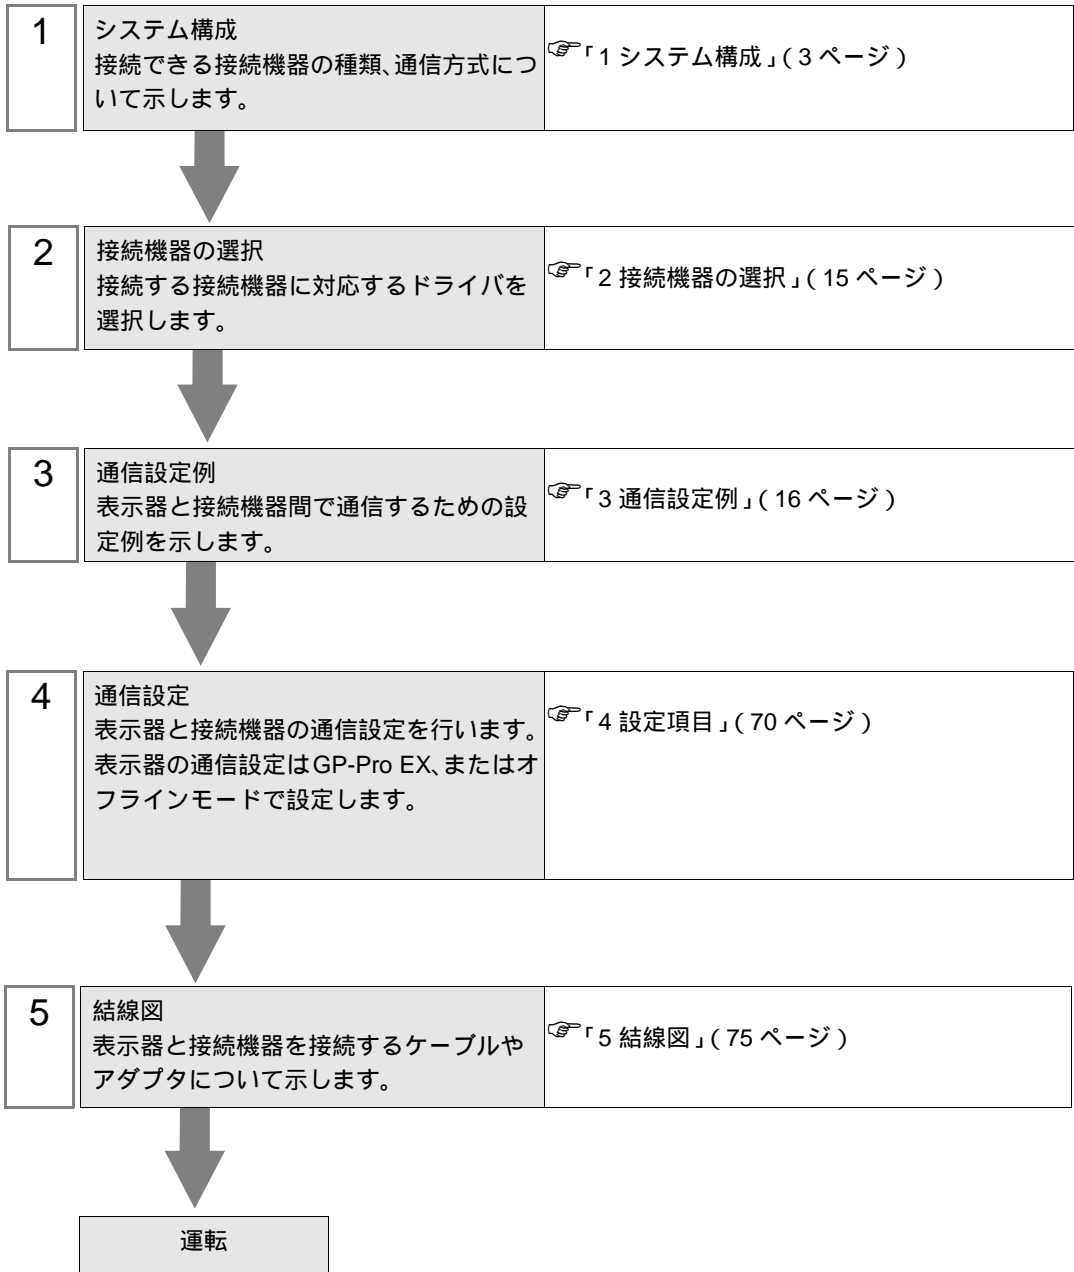 1
システム構成
接続できる接続機器の種類、通信方式につ
いて示します。
☞「1 システム構成」( 3 ページ )
2
接続機器の選択
接続する接続機器に対応するドライバを
選択します。
☞「2 接続機器の選択」( 15 ページ )
3
通信設定例
表示器と接続機器間で通信するための設
定例を示します。
☞「3 通信設定例」( 16 ページ )
4
通信設定
表示器と接続機器の通信設定を行います。
表示器の通信設定はGP-Pro EX、またはオ
フラインモードで設定します。
☞「4 設定項目」( 70 ページ )
5
結線図
表示器と接続機器を接続するケーブルや
アダプタについて示します。
☞「5 結線図」( 75 ページ )
運転